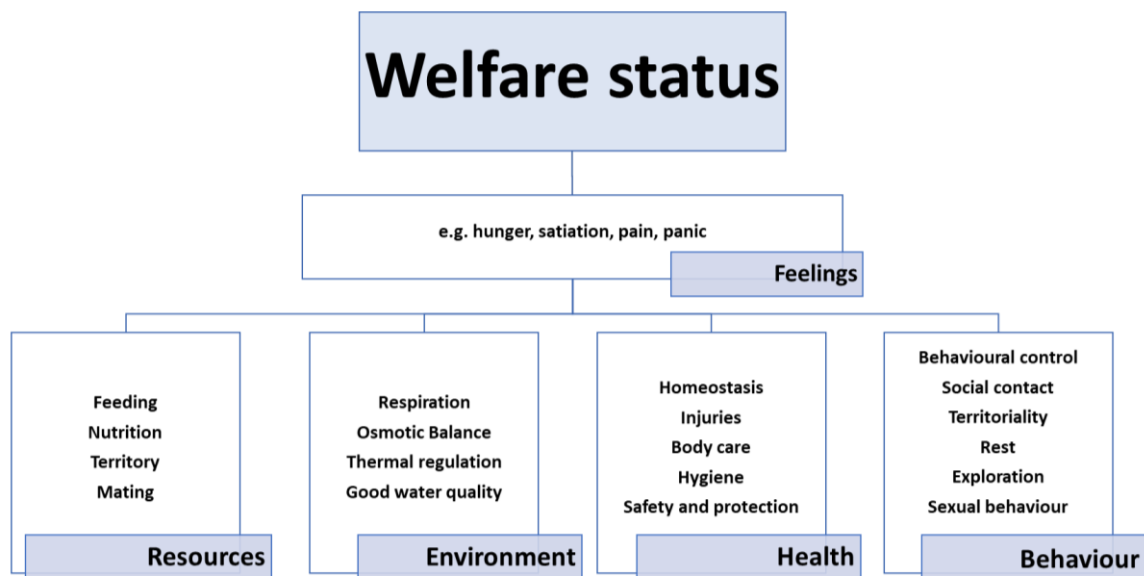 Welfare status
e.g. hunger, satiation, pain, panic
Feelings
Feeding
Nutrition
Territory
Mating
Resources
Respiration
Osmotic Balance
Thermal regulation
Good water quality
Environment
Homeostasis
Injuries
Body care
Hygiene
Safety and protection
Health
Behavioural control
Social contact
Territoriality
Rest
Exploration
Sexual behaviour
Behaviour